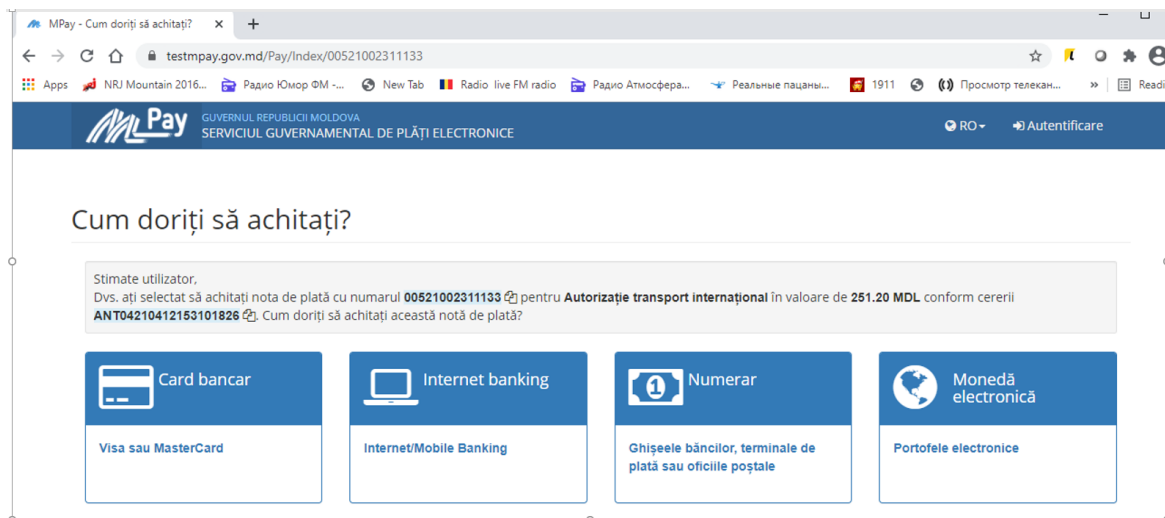 MPay - Cum doriți să achitați?
testmpay.gov.md/Pay/Index/00521002311133
Apps NRJ Mountain 2016... Радио Юмор ФМ -... New Tab Radio live FM radio Радио Атмосфера... Реальные пацаны... 1911 Просмотр телекан... » Readi
MPay GUVERNUL REPUBLICII MOLDOVA
SERVICIUL GUVERNAMENTAL DE PLĂȚI ELECTRONICE
RO Autentificare
Cum doriți să achitați?
Stimate utilizator,
Dvs. ați selectat să achitați nota de plată cu numarul 00521002311133 pentru Autorizație transport internațional în valoare de 251.20 MDL conform cererii
ANT04210412153101826. Cum doriți să achitați această notă de plată?
Card bancar
Visa sau MasterCard
Internet banking
Internet/Mobile Banking
1
Numerar
Ghișeele băncilor, terminale de
plată sau oficiile poștale
Monedă
electronică
Portofele electronice